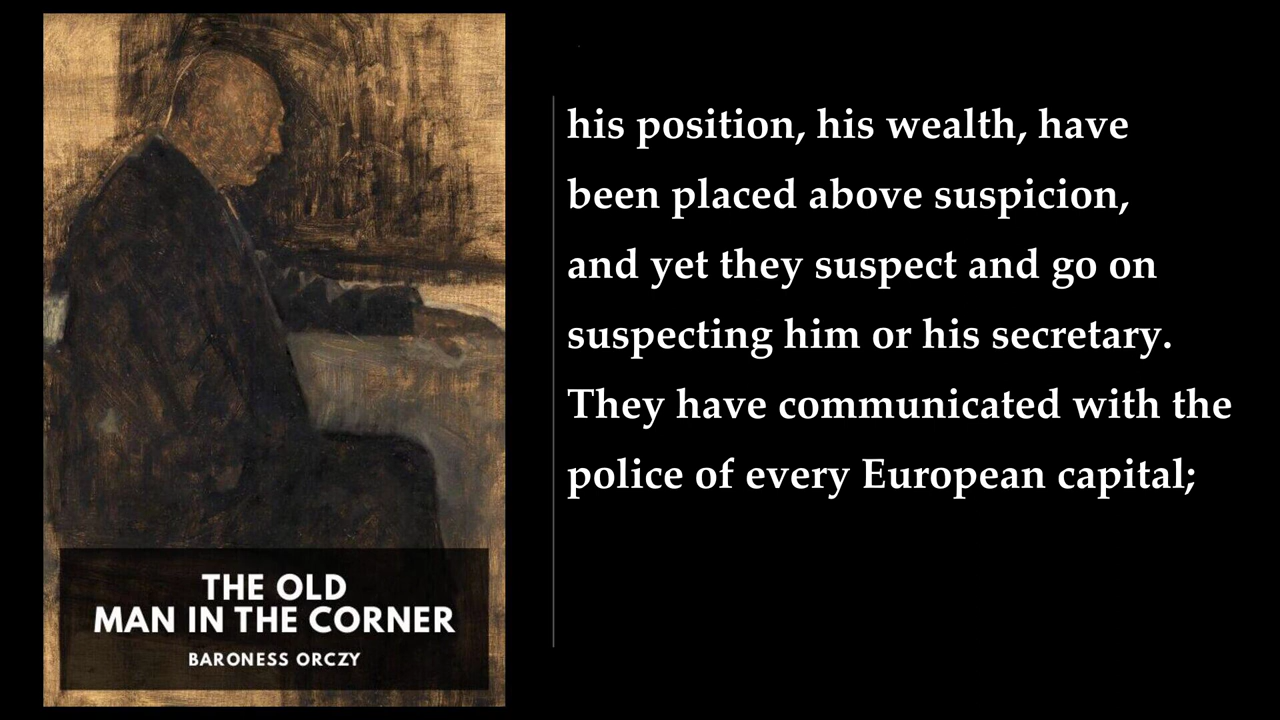 his position, his wealth, have
been placed above suspicion,
and yet they suspect and go on
suspecting him or his secretary.
They have communicated with the
police of every European capital;
THE OLD
MAN IN THE CORNER
BARONESS ORCZY